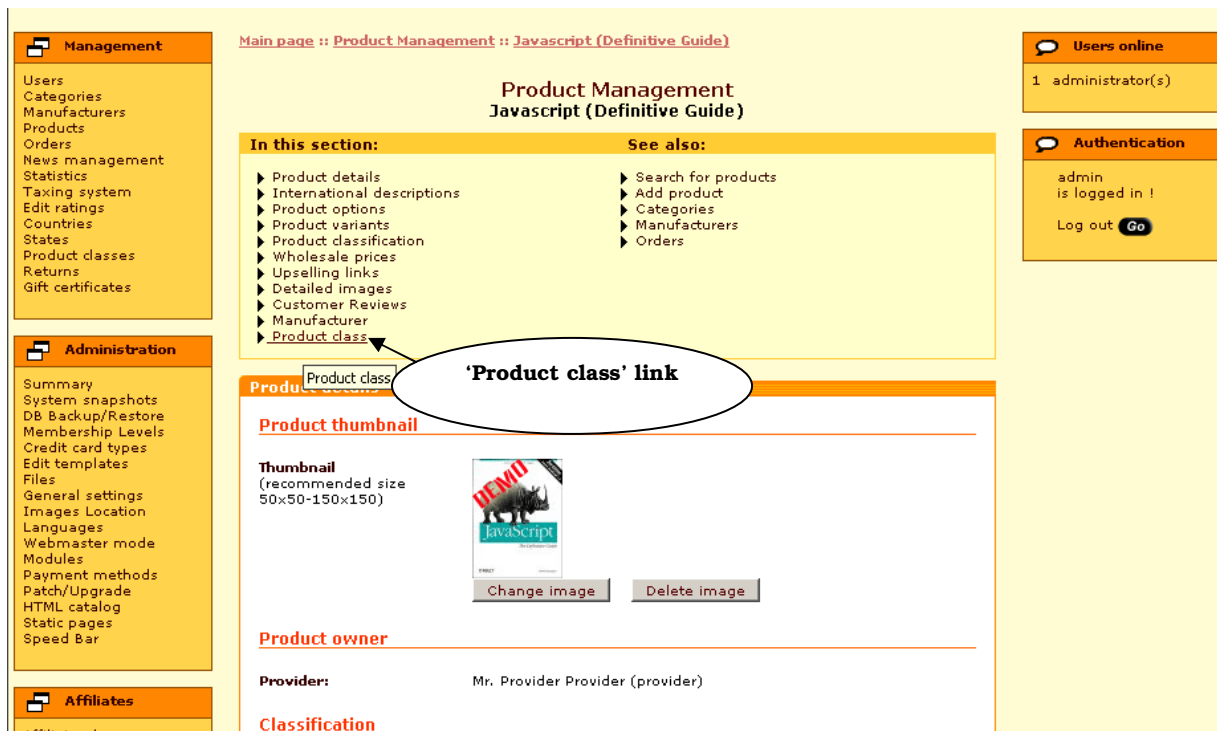 Management
Users
Categories
Manufacturers
Products
Orders
News management
Statistics
Taxing system
Edit ratings
Countries
States
Product classes
Returns
Gift certificates
Administration
Summary
System snapshots
DB Backup/Restore
Membership Levels
Credit card types
Edit templates
Files
General settings
Images Location
Languages
Webmaster mode
Modules
Payment methods
Patch/Upgrade
HTML catalog
Static pages
Speed Bar
Affiliates
Main page :: Product Management :: Javascript (Definitive Guide)
Product Management
Javascript (Definitive Guide)
In this section:
Product details
International descriptions
Product options
Product variants
Product classification
Wholesale prices
Upselling links
Detailed images
Customer Reviews
Manufacturer
Product class
See also:
Search for products
Add product
Categories
Manufacturers
Orders
Product class
‘Product class’ link
Product details
Product thumbnail
Thumbnail
(recommended size
50x50-150x150)
DEMO
JavaScript
Change image Delete image
Product owner
Provider: Mr. Provider Provider (provider)
Classification
Users online
1 administrator(s)
Authentication
admin
is logged in !
Log out Go